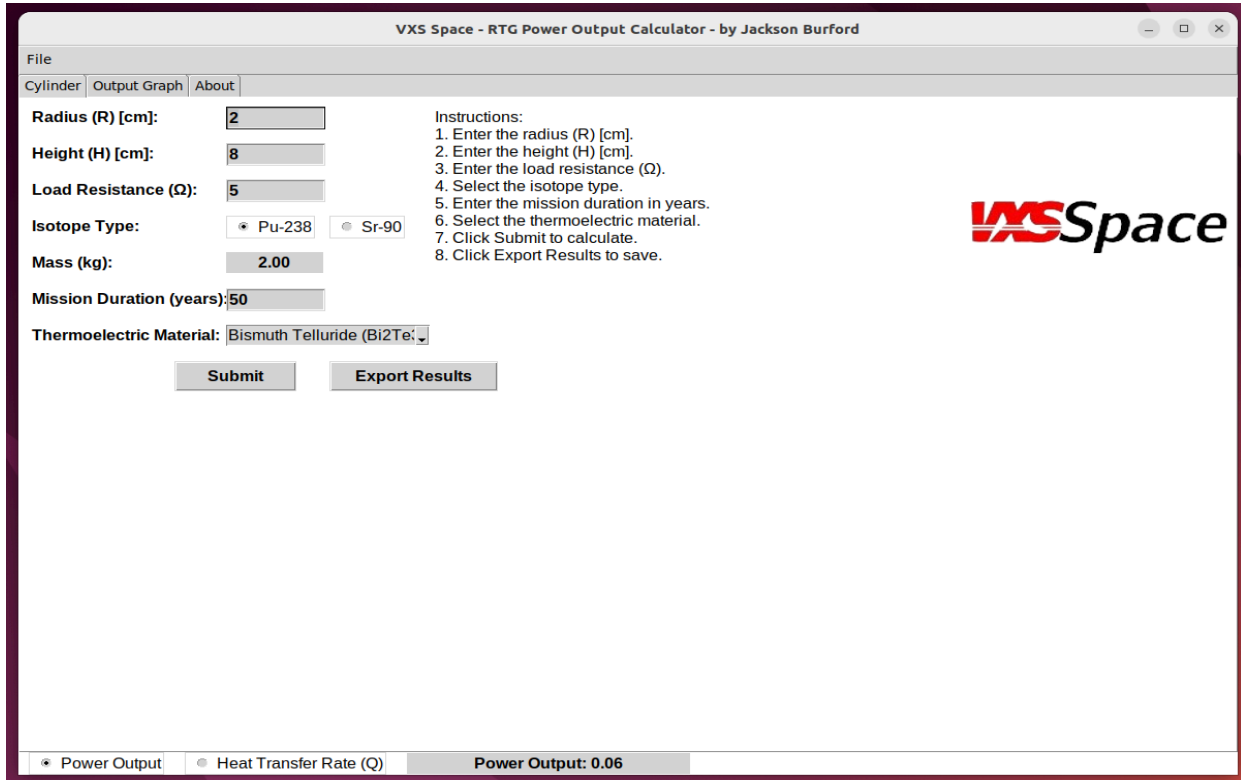 VXS Space - RTG Power Output Calculator - by Jackson Burford
File
Cylinder Output Graph About
Radius (R) [cm]: 2
Height (H) [cm]: 8
Load Resistance (Ω): 5
Isotope Type: Pu-238 Sr-90
Mass (kg): 2.00
Mission Duration (years): 50
Thermoelectric Material: Bismuth Telluride (Bi2Te3
Submit Export Results
Instructions:
1. Enter the radius (R) [cm].
2. Enter the height (H) [cm].
3. Enter the load resistance (Ω).
4. Select the isotope type.
5. Enter the mission duration in years.
6. Select the thermoelectric material.
7. Click Submit to calculate.
8. Click Export Results to save.
VXSSpace
Power Output Heat Transfer Rate (Q) Power Output: 0.06